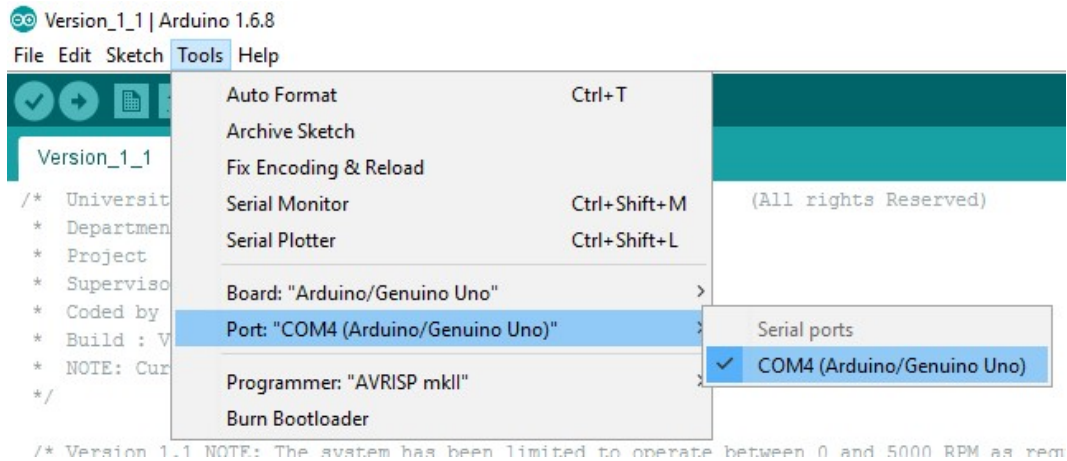 Version_1_1 | Arduino 1.6.8
File Edit Sketch Tools Help
Auto Format Ctrl+T
Archive Sketch
Version_1_1
Fix Encoding & Reload
/* Universit
Serial Monitor Ctrl+Shift+M
(All rights Reserved)
* Departmen
Serial Plotter Ctrl+Shift+L
* Project
* Superviso
Board: "Arduino/Genuino Uno" >
* Coded by
Port: "COM4 (Arduino/Genuino Uno)" >
Serial ports
* Build : V
✓ COM4 (Arduino/Genuino Uno)
* NOTE: Cur
Programmer: "AVRISP mkII" >
*/
Burn Bootloader
/* Version 1.1 NOTE: The system has been limited to operate between 0 and 5000 RPM as requ